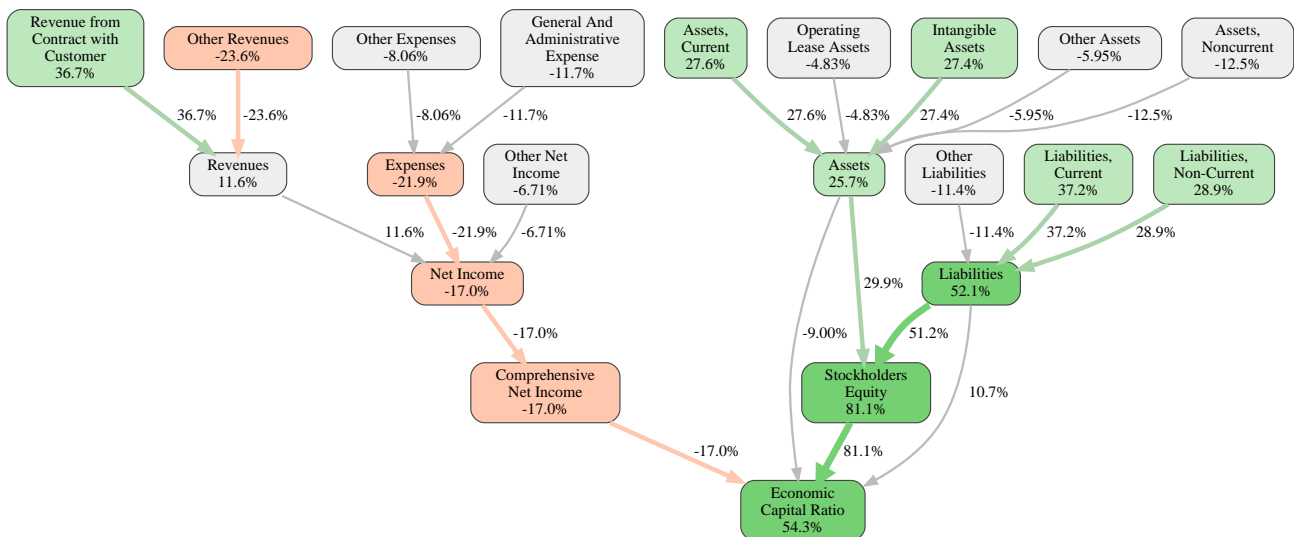 Revenue from
Contract with
Customer
36.7%
Other Revenues
-23.6%
Other Expenses
-8.06%
General And
Administrative
Expense
-11.7%
Assets,
Current
27.6%
Operating
Lease Assets
-4.83%
Intangible
Assets
27.4%
Other Assets
-5.95%
Assets,
Noncurrent
-12.5%
36.7%
-23.6%
-8.06%
-11.7%
27.6%
-4.83%
27.4%
-5.95%
-12.5%
Revenues
11.6%
Expenses
-21.9%
Other Net
Income
-6.71%
Assets
25.7%
Other
Liabilities
-11.4%
Liabilities,
Current
37.2%
Liabilities,
Non-Current
28.9%
11.6%
-21.9%
-6.71%
-11.4%
37.2%
28.9%
Net Income
-17.0%
29.9%
Liabilities
52.1%
-17.0%
-9.00%
51.2%
Comprehensive
Net Income
-17.0%
Stockholders
Equity
81.1%
10.7%
-17.0%
81.1%
Economic
Capital Ratio
54.3%